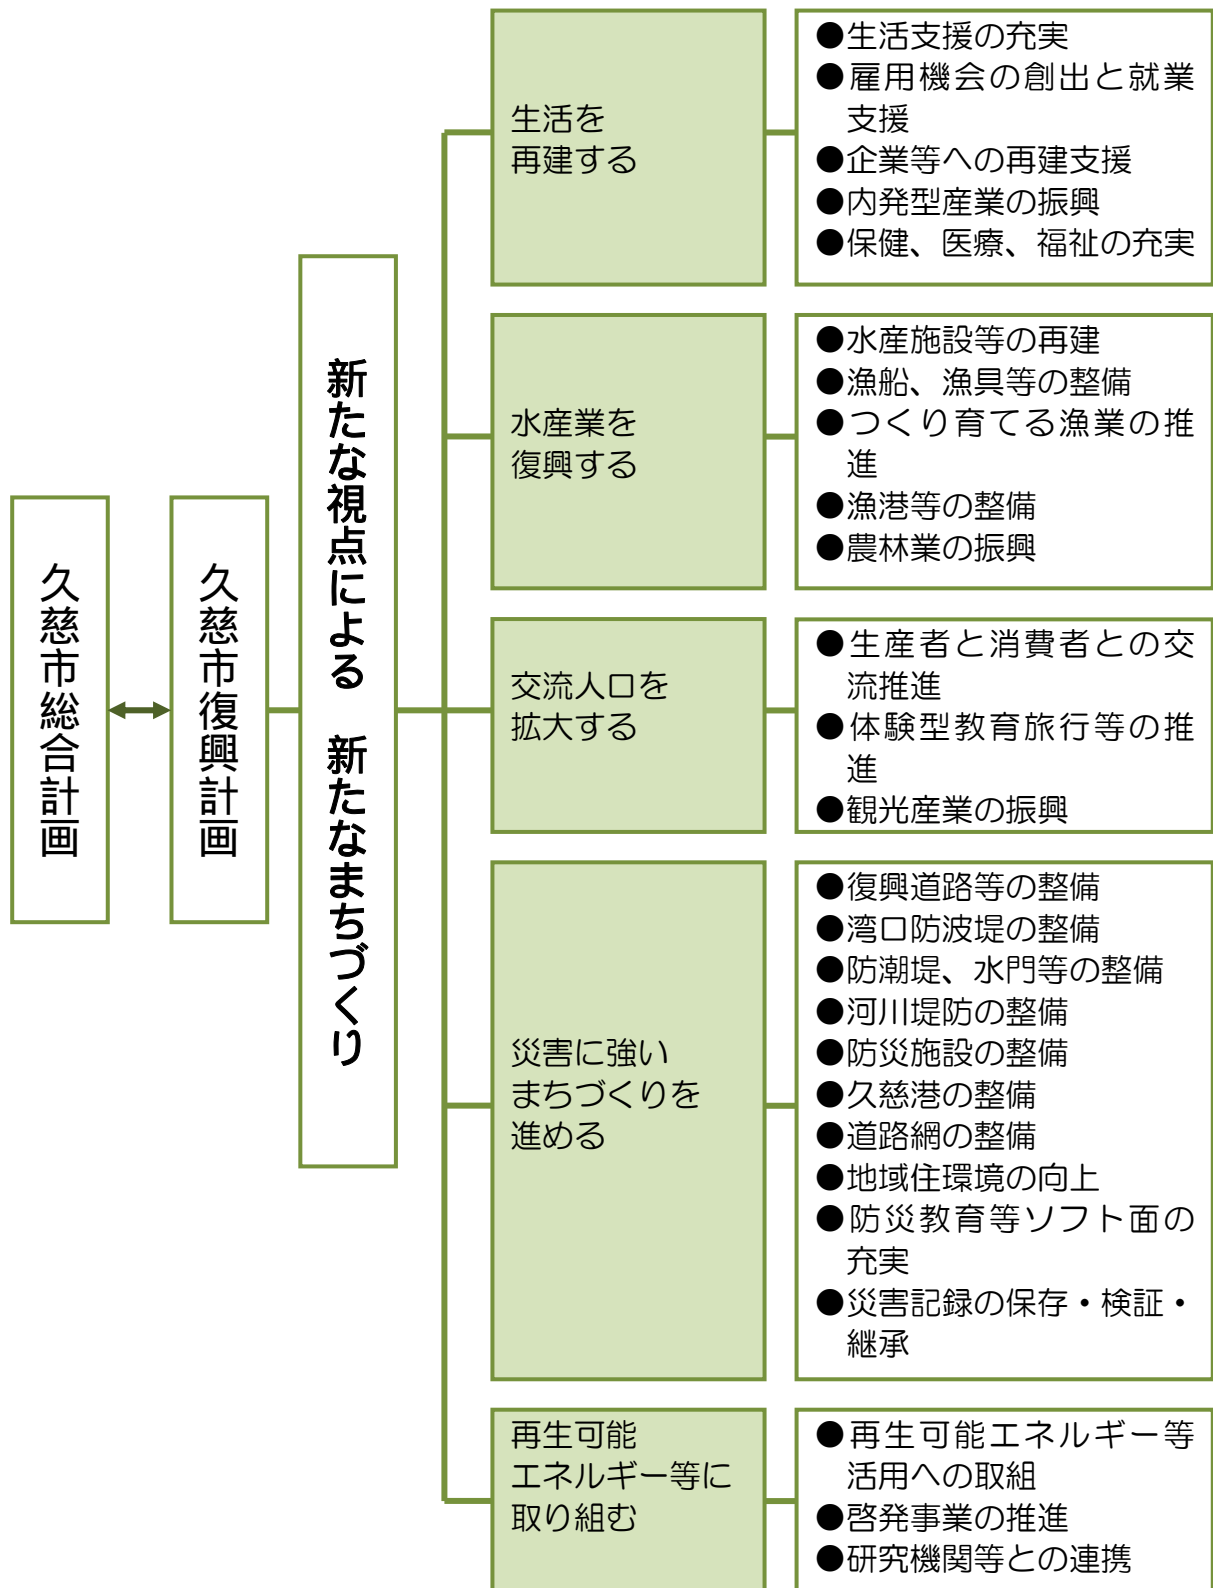 久慈市総合計画
久慈市復興計画
新たな視点による　新たなまちづくり
生活を
再建する
●生活支援の充実
●雇用機会の創出と就業
支援
●企業等への再建支援
●内発型産業の振興
●保健、医療、福祉の充実
水産業を
復興する
●水産施設等の再建
●漁船、漁具等の整備
●つくり育てる漁業の推
進
●漁港等の整備
●農林業の振興
交流人口を
拡大する
●生産者と消費者との交
流推進
●体験型教育旅行等の推
進
●観光産業の振興
災害に強い
まちづくりを
進める
●復興道路等の整備
●湾口防波堤の整備
●防潮堤、水門等の整備
●河川堤防の整備
●防災施設の整備
●久慈港の整備
●道路網の整備
●地域住環境の向上
●防災教育等ソフト面の
充実
●災害記録の保存・検証・
継承
再生可能
エネルギー等に
取り組む
●再生可能エネルギー等
活用への取組
●啓発事業の推進
●研究機関等との連携